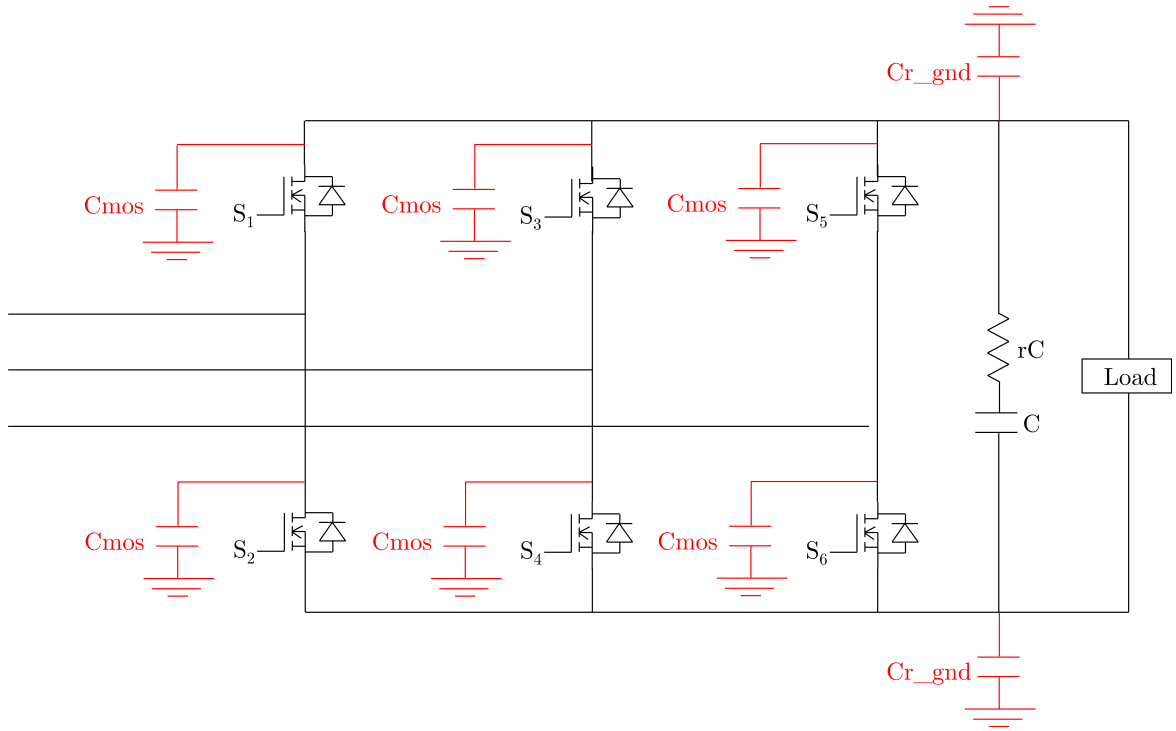 Cr_gnd
Cmos
S1
Cmos
S3
Cmos
S5
rC
Load
C
Cmos
S2
Cmos
S4
Cmos
S6
Cr_gnd